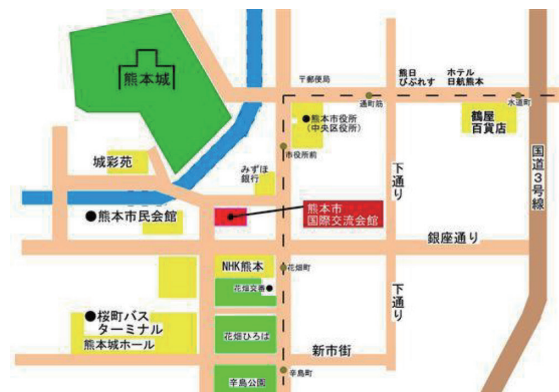 熊本城
〒郵便局
熊日
びぷれす
ホテル
日航熊本
通町筋
水道町
●熊本市役所
(中央区役所)
鶴屋
百貨店
市役所前
城彩苑
みずほ
銀行
下通り
国道3号線
●熊本市民会館
熊本市
国際交流会館
銀座通り
NHK熊本
花畑町
花畑交番●
下通り
●桜町バス
ターミナル
熊本城ホール
花畑ひろば
新市街
辛島公園
辛島町